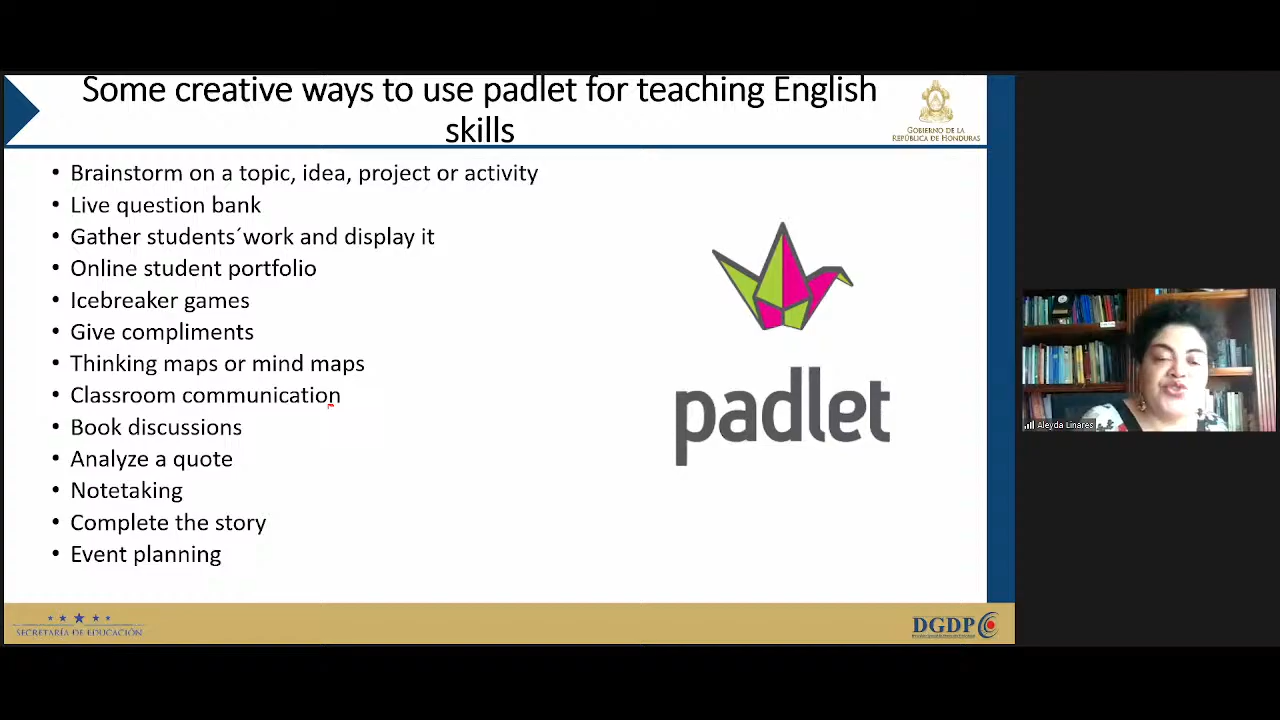 Some creative ways to use padlet for teaching English
skills
GOBIERNO DE LA
REPÚBLICA DE HONDURAS
• Brainstorm on a topic, idea, project or activity
• Live question bank
• Gather students´work and display it
• Online student portfolio
• Icebreaker games
• Give compliments
• Thinking maps or mind maps
• Classroom communication
• Book discussions
• Analyze a quote
• Notetaking
• Complete the story
• Event planning
padlet
Aleyda Linares
SECRETARÍA DE EDUCACIÓN
DGDP